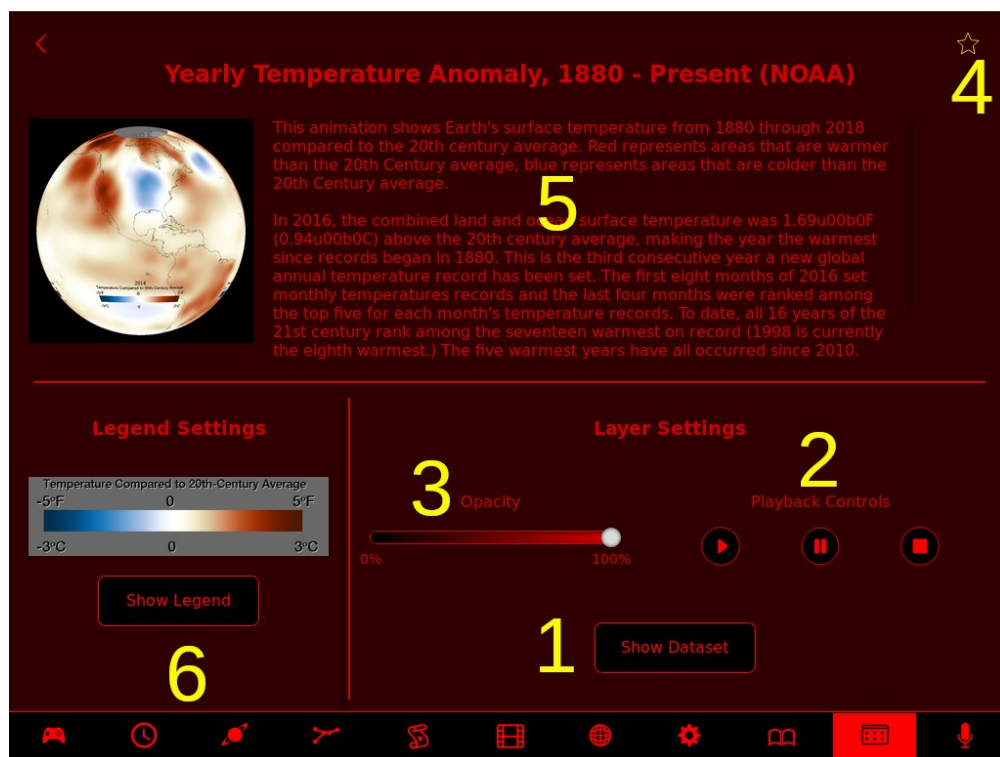 Yearly Temperature Anomaly, 1880 - Present (NOAA)
4
This animation shows Earth's surface temperature from 1880 through 2018
compared to the 20th century average. Red represents areas that are warmer
than the 20th Century average, blue represents areas that are colder than the
20th Century average.
5
In 2016, the combined land and ocean surface temperature was 1.69u00b0F
(0.94u00b0C) above the 20th century average, making the year the warmest
since records began in 1880. This is the third consecutive year a new global
annual temperature record has been set. The first eight months of 2016 set
monthly temperatures records and the last four months were ranked among
the top five for each month's temperature records. To date, all 16 years of the
21st century rank among the seventeen warmest on record (1998 is currently
the eighth warmest.) The five warmest years have all occurred since 2010.
2014
Temperature Compared to 20th-Century Average
Legend Settings
Temperature Compared to 20th-Century Average
-5ºF 0 5ºF
-3ºC 0 3ºC
Show Legend
6
Layer Settings
3
Opacity
0% 100%
2
Playback Controls
1
Show Dataset